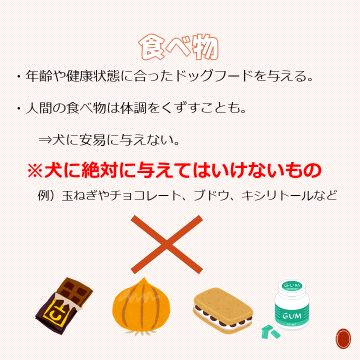 食べ物
・年齢や健康状態に合ったドッグフードを与える。
・人間の食べ物は体調をくずすことも。
⇒犬に安易に与えない。
※犬に絶対に与えてはいけないもの
例）玉ねぎやチョコレート、ブドウ、キシリトールなど
GUM
GUM